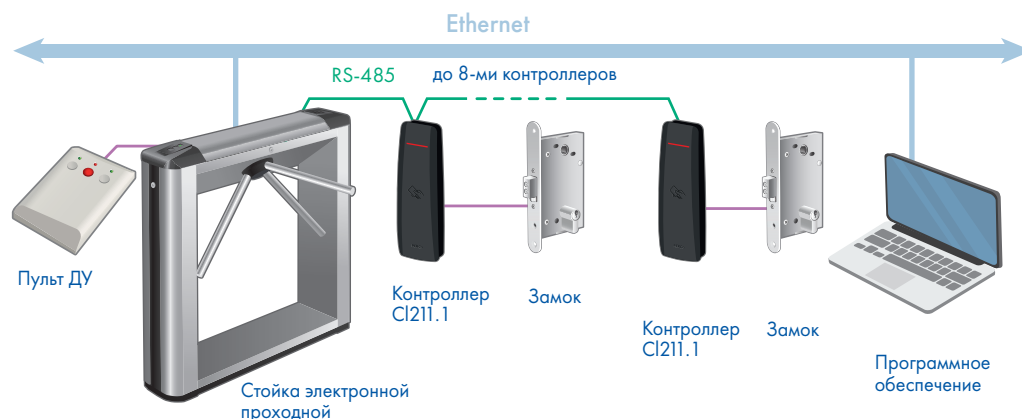 Ethernet
RS-485
до 8-ми контроллеров
Пульт ДУ
Контроллер
CI211.1
Замок
Контроллер
CI211.1
Замок
Программное
обеспечение
Стойка электронной
проходной